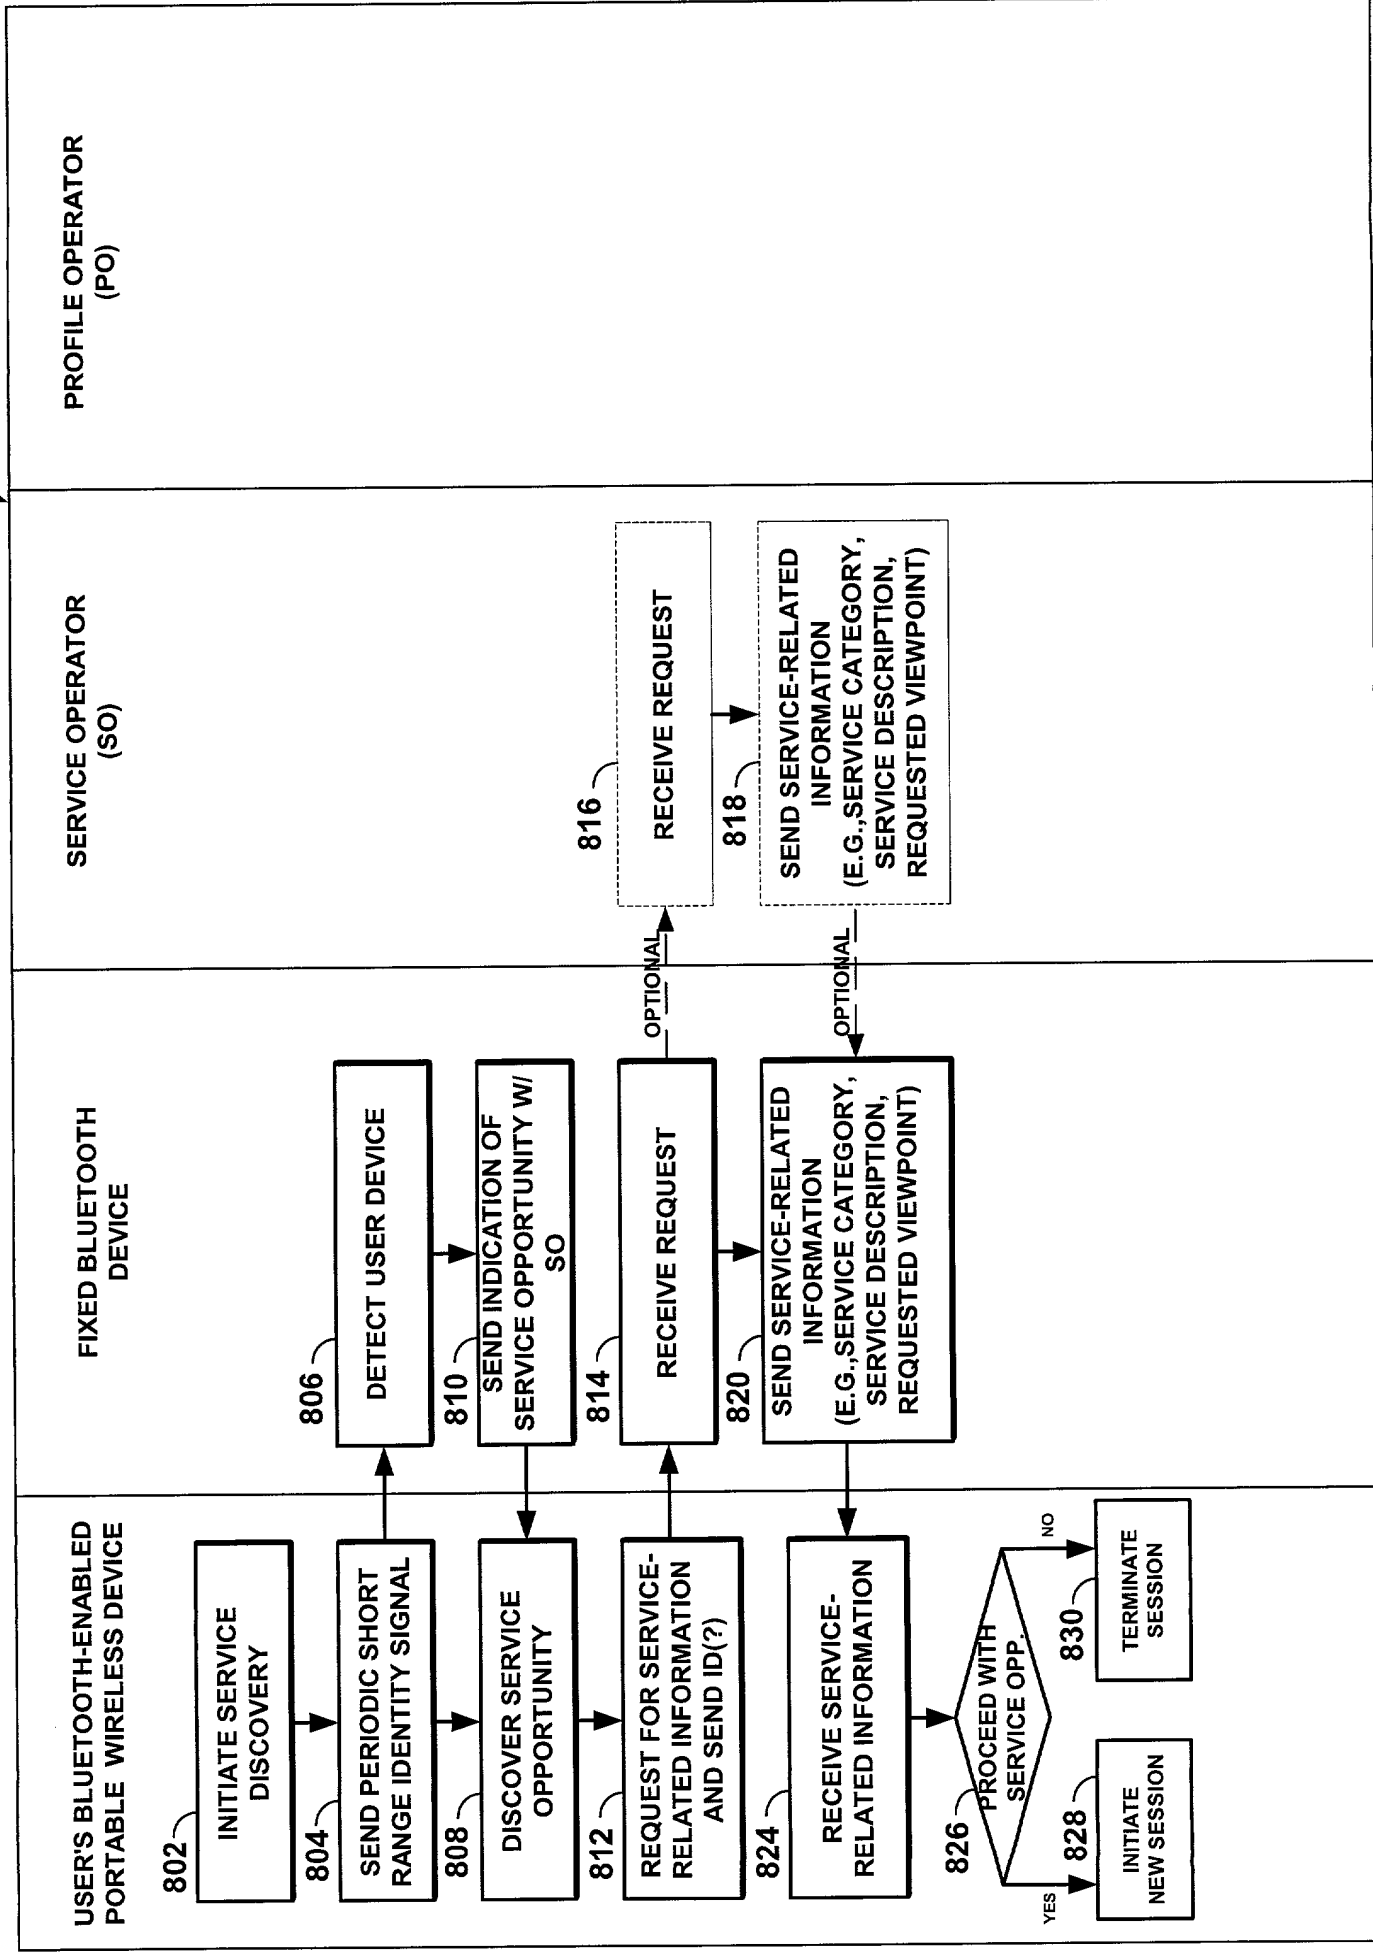 USER'S BLUETOOTH-ENABLED
PORTABLE WIRELESS DEVICE
FIXED BLUETOOTH
DEVICE
SERVICE OPERATOR
(SO)
PROFILE OPERATOR
(PO)
802
INITIATE SERVICE
DISCOVERY
804
SEND PERIODIC SHORT
RANGE IDENTITY SIGNAL
806
DETECT USER DEVICE
808
DISCOVER SERVICE
OPPORTUNITY
810
SEND INDICATION OF
SERVICE OPPORTUNITY W/
SO
812
REQUEST FOR SERVICE-
RELATED INFORMATION
AND SEND ID(?)
814
RECEIVE REQUEST
OPTIONAL
816
RECEIVE REQUEST
818
SEND SERVICE-RELATED
INFORMATION
(E.G.,SERVICE CATEGORY,
SERVICE DESCRIPTION,
REQUESTED VIEWPOINT)
OPTIONAL
820
SEND SERVICE-RELATED
INFORMATION
(E.G.,SERVICE CATEGORY,
SERVICE DESCRIPTION,
REQUESTED VIEWPOINT)
824
RECEIVE SERVICE-
RELATED INFORMATION
826
PROCEED WITH
SERVICE OPP.
YES
NO
828
INITIATE
NEW SESSION
830
TERMINATE
SESSION